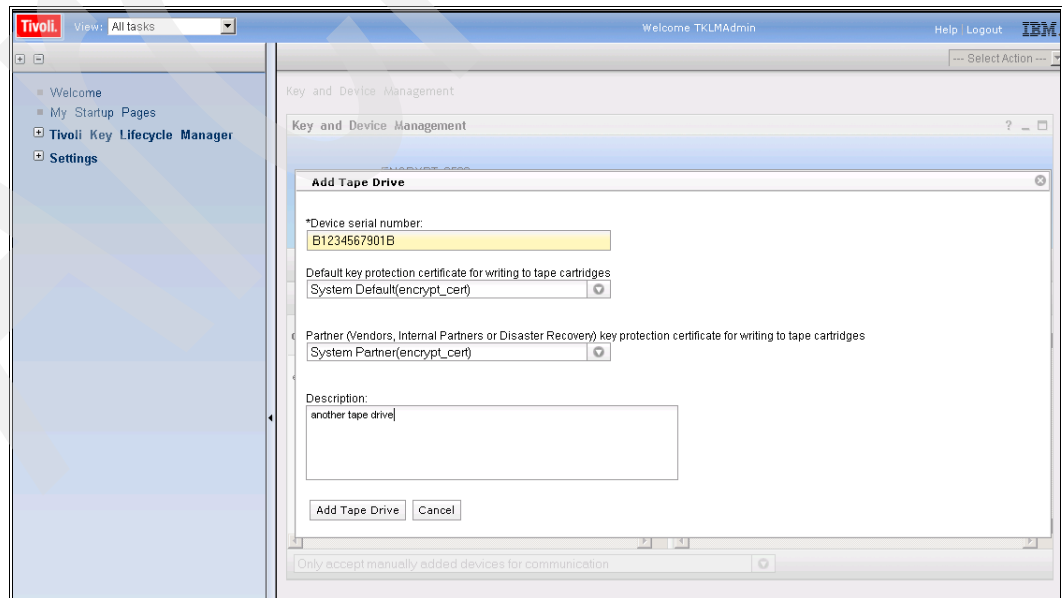 Tivoli. View: All tasks Welcome TKLMAdmin Help Logout IBM.
--- Select Action ---
Welcome
My Startup Pages
Tivoli Key Lifecycle Manager
Settings
Key and Device Management
Key and Device Management
Add Tape Drive
*Device serial number:
B1234567901B
Default key protection certificate for writing to tape cartridges
System Default(encrypt_cert)
Partner (Vendors, Internal Partners or Disaster Recovery) key protection certificate for writing to tape cartridges
System Partner(encrypt_cert)
Description:
another tape drive
Add Tape Drive Cancel
Only accept manually added devices for communication